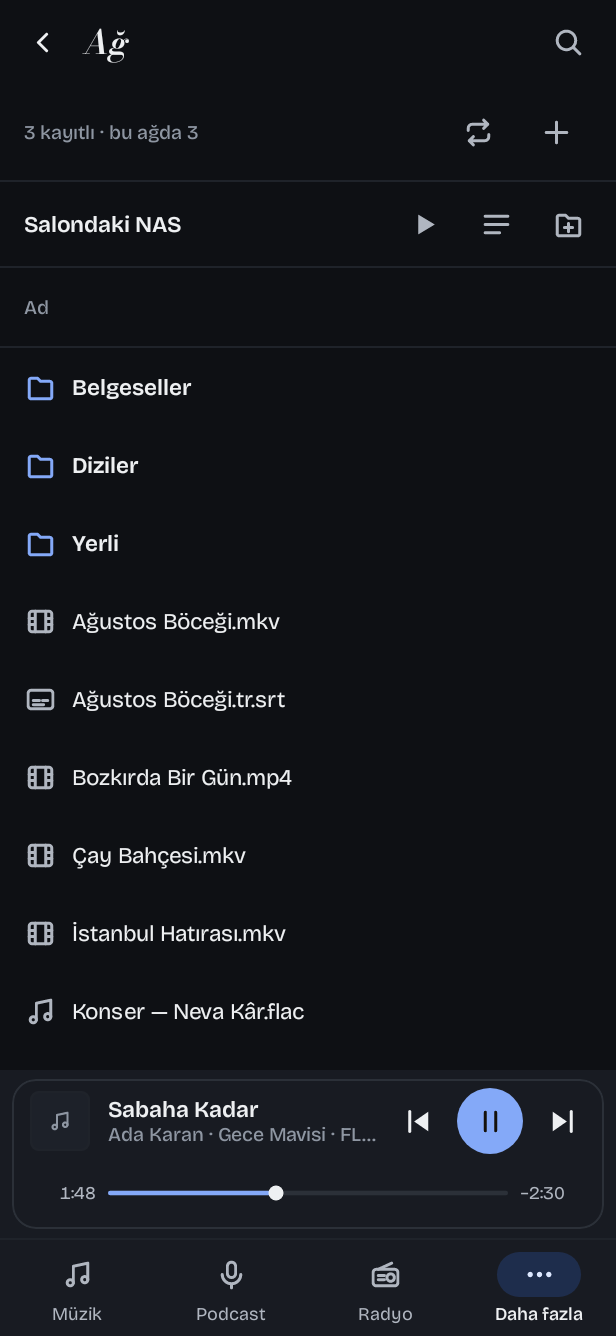 Ağ
3 kayıtlı · bu ağda 3
Salondaki NAS
Ad
Belgeseller
Diziler
Yerli
Ağustos Böceği.mkv
Ağustos Böceği.tr.srt
Bozkırda Bir Gün.mp4
Çay Bahçesi.mkv
İstanbul Hatırası.mkv
Konser — Neva Kâr.flac
Sabaha Kadar
Ada Karan · Gece Mavisi · FL...
1:48
-2:30
Müzik
Podcast
Radyo
Daha fazla